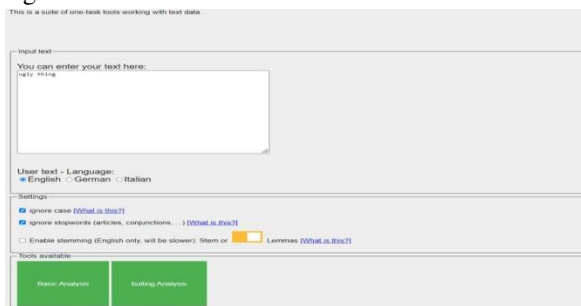 This is a suite of one-task tools working with text data.
Input text
You can enter your text here:
ugly thing
User text - Language:
English German Italian
Settings
ignore case [What is this?]
ignore stopwords (articles, conjunctions, ...) [What is this?]
Enable stemming (English only, will be slower): Stem or Lemmas [What is this?]
Tools available
Basic Analysis bulling Analysis